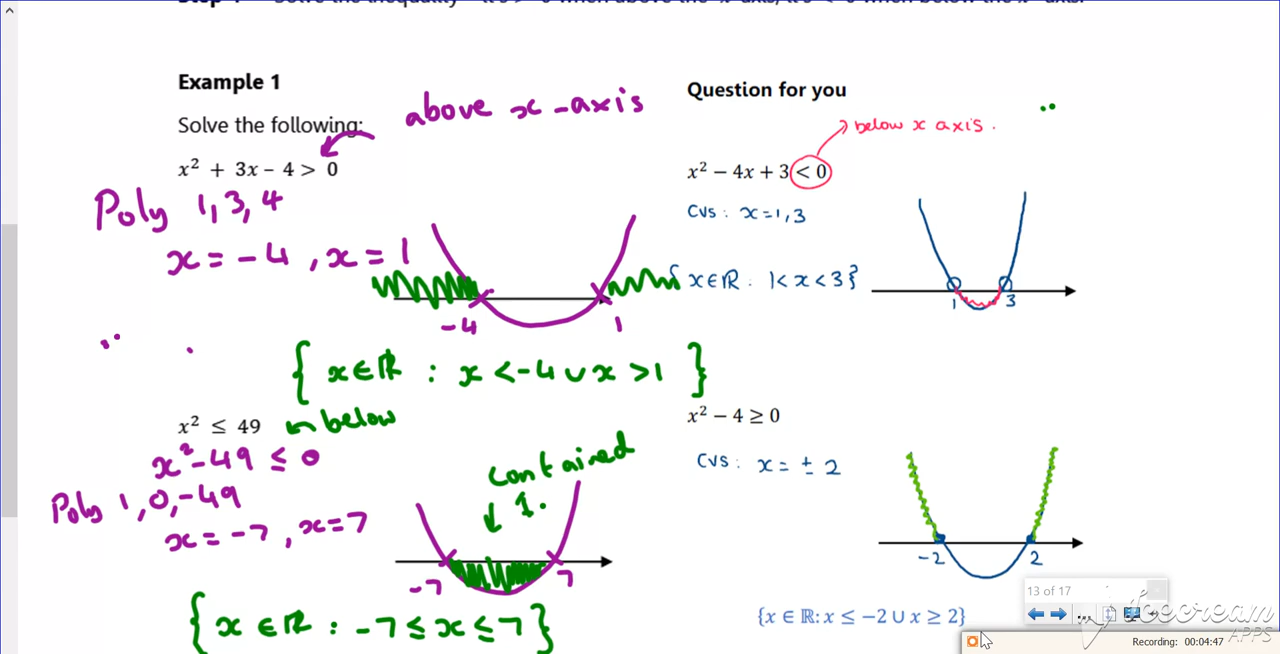 Example 1
Solve the following:
above x-axis
x² + 3x − 4 > 0
Poly 1, 3, 4
x = -4 , x = 1
-4
1
{ x ∈ ℝ : x < -4 ∪ x > 1 }
x² ≤ 49
below
x² - 49 ≤ 0
Poly 1, 0, -49
x = -7 , x = 7
contained
1.
-7
7
{ x ∈ ℝ : -7 ≤ x ≤ 7 }
Question for you
below x axis.
x² − 4x + 3 < 0
CVS : x = 1, 3
{ x ∈ ℝ : 1 < x < 3 }
1
3
x² − 4 ≥ 0
CVS : x = ± 2
-2
2
{x ∈ ℝ: x ≤ −2 ∪ x ≥ 2}
13 of 17
Icecream
APPS
Recording: 00:04:47